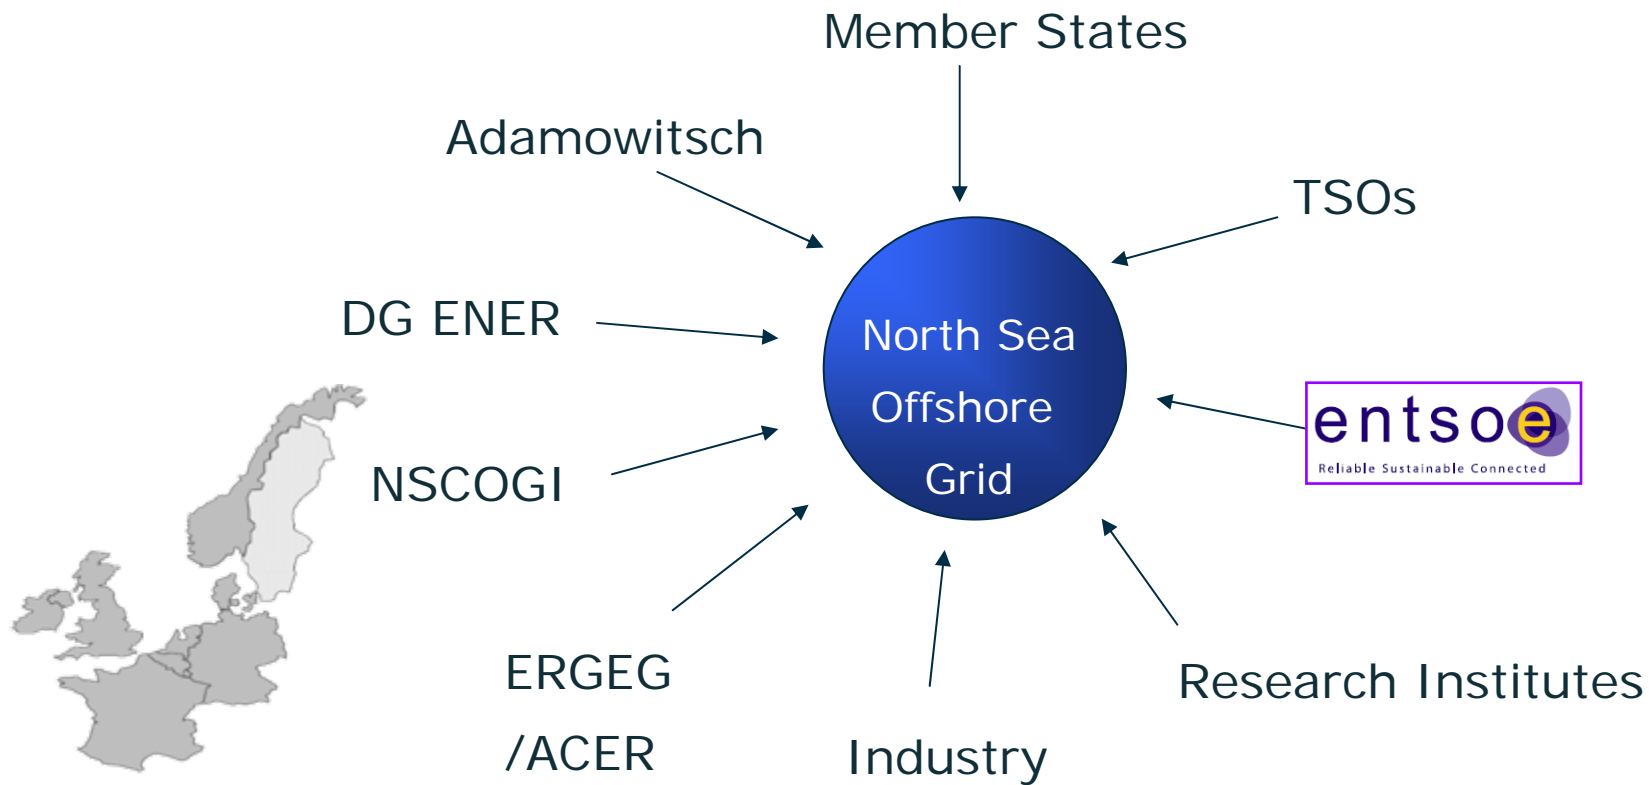 Member States
Adamowitsch
TSOs
DG ENER
North Sea
Offshore
Grid
entsoe
Reliable Sustainable Connected
NSCOGI
ERGEG
/ACER
Industry
Research Institutes